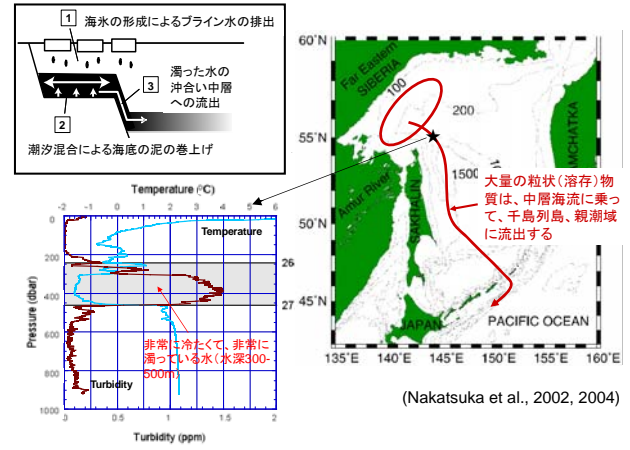 1 海氷の形成によるブライン水の排出
濁った水の
3 沖合い中層
への流出
2
潮汐混合による海底の泥の巻上げ
Temperature (°C)
-2 -1 0 1 2 3 4 5 6
0
200
400
600
800
1000
Pressure (dbar)
Temperature
26
27
非常に冷たくて、非常に
濁っている水（水深300-
500m）
Turbidity
0 0.5 1 1.5 2
Turbidity (ppm)
60°N
55°N
50°N
45°N
Far Eastern
SIBERIA
100
200
1500
Amur River
SAKHALIN
AMCHATKA
大量の粒状（溶存）物
質は、中層海流に乗っ
て、千島列島、親潮域
に流出する
JAPAN
PACIFIC OCEAN
135°E 140°E 145°E 150°E 155°E 160°E
(Nakatsuka et al., 2002, 2004)